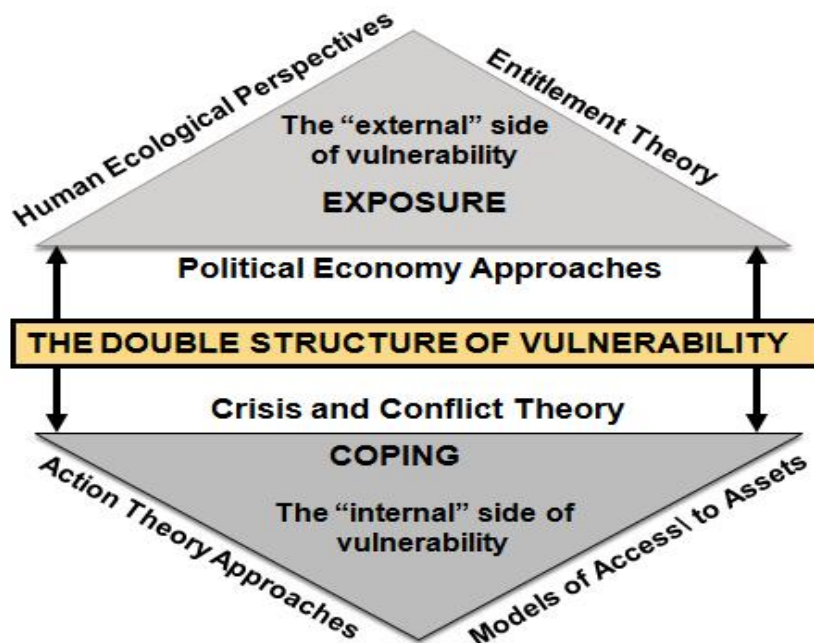 Human Ecological Perspectives
Entitlement Theory
The “external” side
of vulnerability
EXPOSURE
Political Economy Approaches
THE DOUBLE STRUCTURE OF VULNERABILITY
Crisis and Conflict Theory
COPING
The “internal” side of
vulnerability
Action Theory Approaches
Models of Access\ to Assets